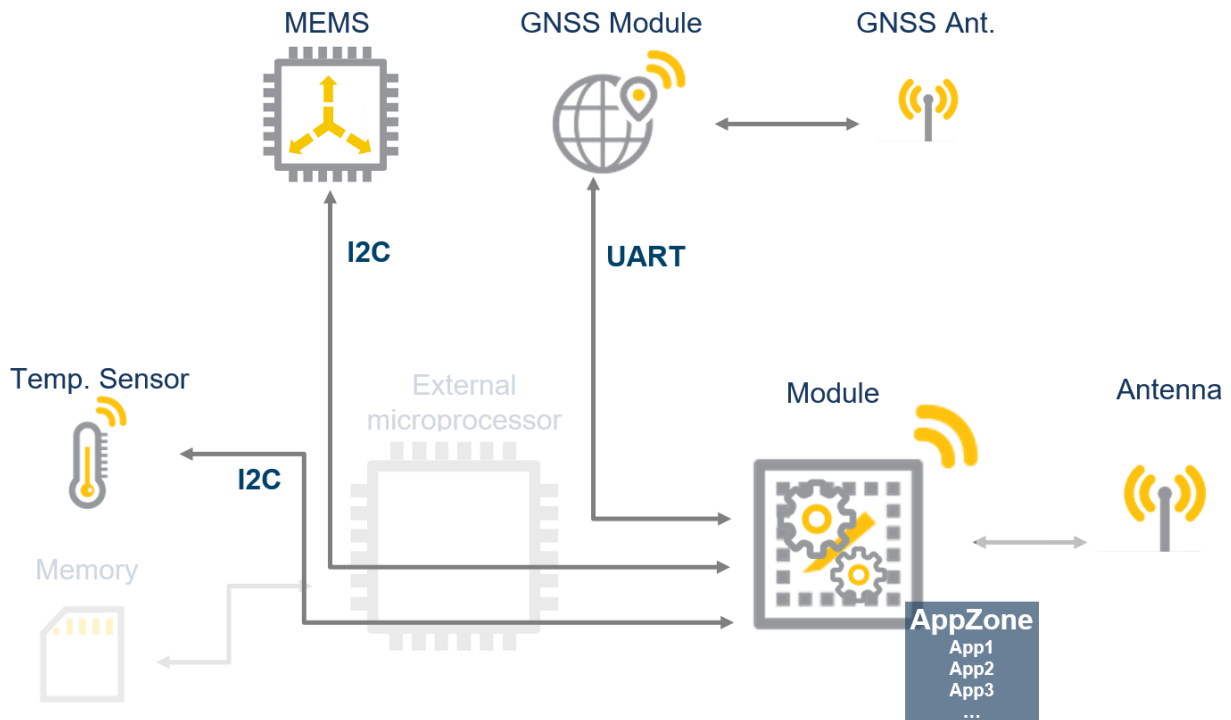 MEMS
GNSS Module
GNSS Ant.
I2C
UART
Temp. Sensor
External
microprocessor
Module
Antenna
I2C
Memory
AppZone
App1
App2
App3
...